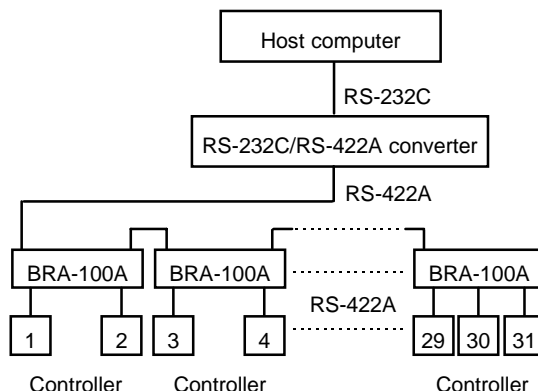 Host computer
RS-232C
RS-232C/RS-422A converter
RS-422A
BRA-100A BRA-100A BRA-100A
RS-422A
1 2 3 4 29 30 31
Controller Controller